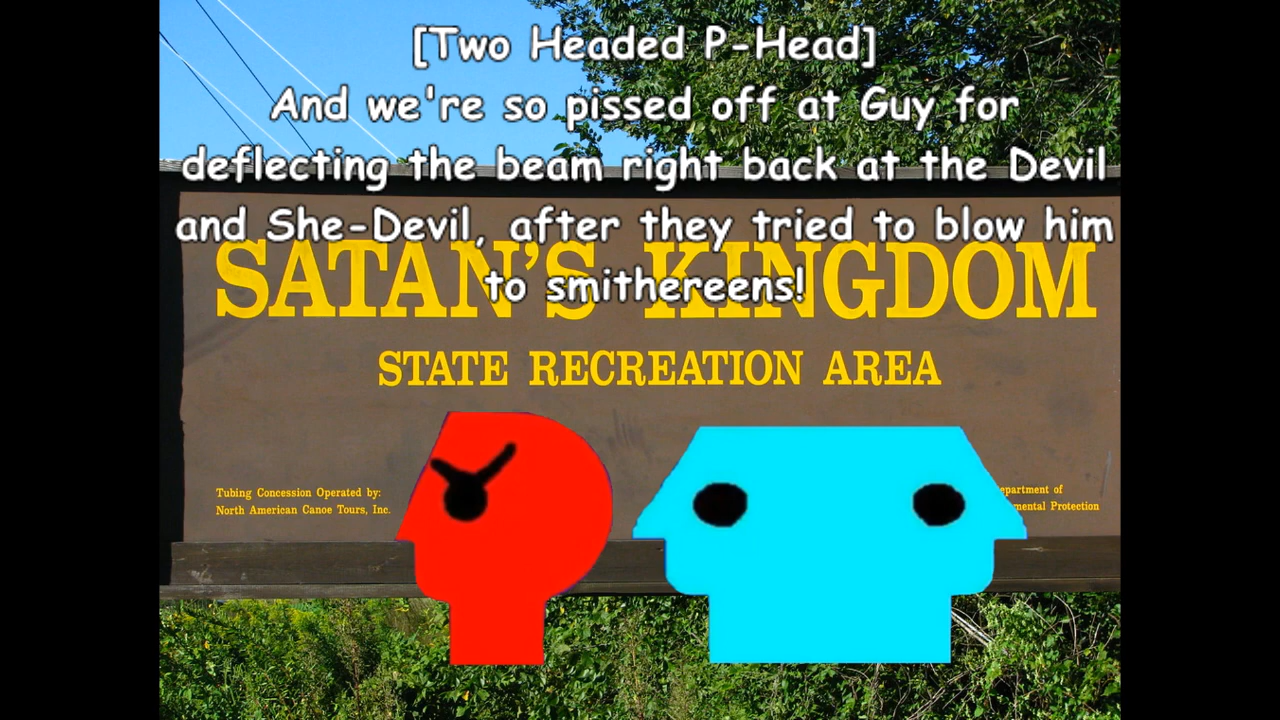 [Two Headed P-Head]
And we're so pissed off at Guy for
deflecting the beam right back at the Devil
and She-Devil, after they tried to blow him
to smithereens!
SATAN'S KINGDOM
STATE RECREATION AREA
Tubing Concession Operated by:
North American Canoe Tours, Inc.